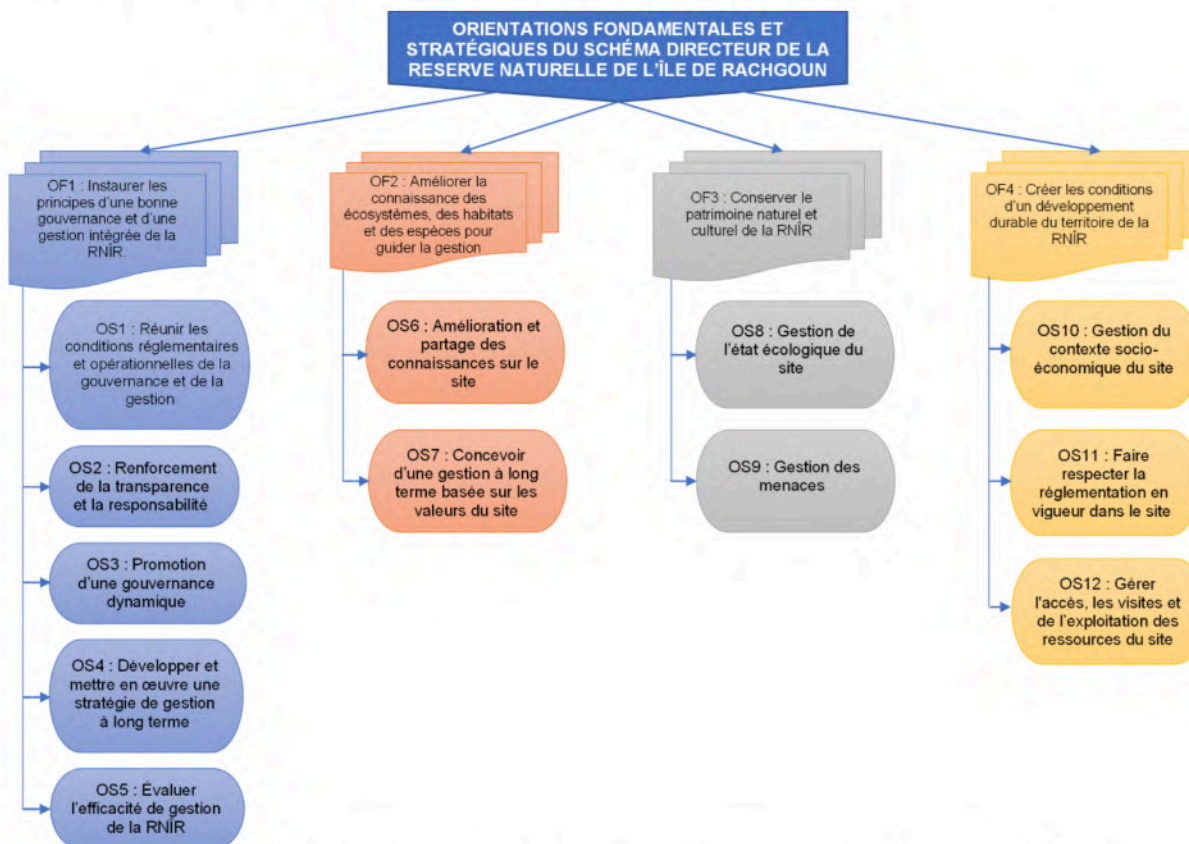 ORIENTATIONS FONDAMENTALES ET
STRATÉGIQUES DU SCHÉMA DIRECTEUR DE LA
RESERVE NATURELLE DE L'ÎLE DE RACHGOUN
OF1 : Instaurer les
principes d'une bonne
gouvernance et d'une
gestion intégrée de la
RNÎR.
OS1 : Réunir les
conditions réglementaires
et opérationnelles de la
gouvernance et de la
gestion
OS2 : Renforcement
de la transparence
et la responsabilité
OS3 : Promotion
d'une gouvernance
dynamique
OS4 : Développer et
mettre en œuvre une
stratégie de gestion
à long terme
OS5 : Évaluer
l'efficacité de gestion
de la RNÎR
OF2 : Améliorer la
connaissance des
écosystèmes, des habitats
et des espèces pour
guider la gestion
OS6 : Amélioration et
partage des
connaissances sur le
site
OS7 : Concevoir
d'une gestion à long
terme basée sur les
valeurs du site
OF3 : Conserver le
patrimoine naturel et
culturel de la RNÎR
OS8 : Gestion de
l'état écologique du
site
OS9 : Gestion des
menaces
OF4 : Créer les conditions
d'un développement
durable du territoire de la
RNÎR
OS10 : Gestion du
contexte socio-
économique du site
OS11 : Faire
respecter la
réglementation en
vigueur dans le site
OS12 : Gérer
l'accès, les visites et
de l'exploitation des
ressources du site